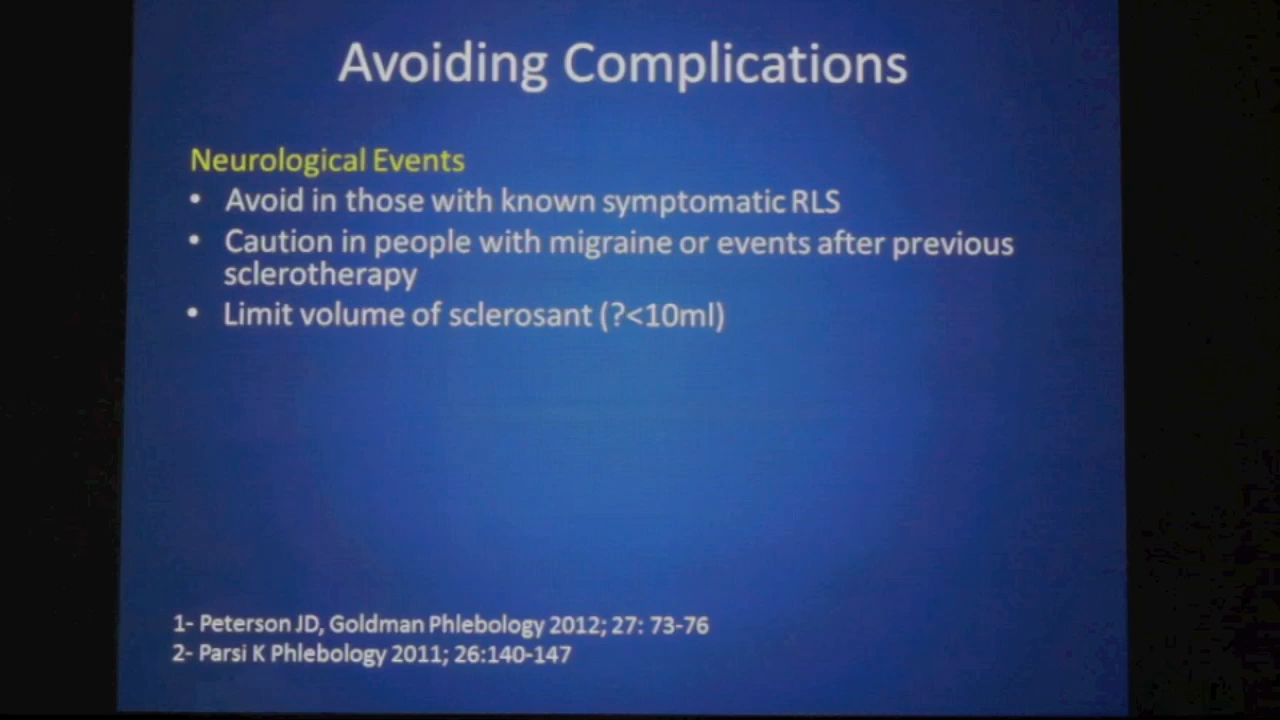 Avoiding Complications
Neurological Events
• Avoid in those with known symptomatic RLS
• Caution in people with migraine or events after previous
sclerotherapy
• Limit volume of sclerosant (?<10ml)
1- Peterson JD, Goldman Phlebology 2012; 27: 73-76
2- Parsi K Phlebology 2011; 26:140-147